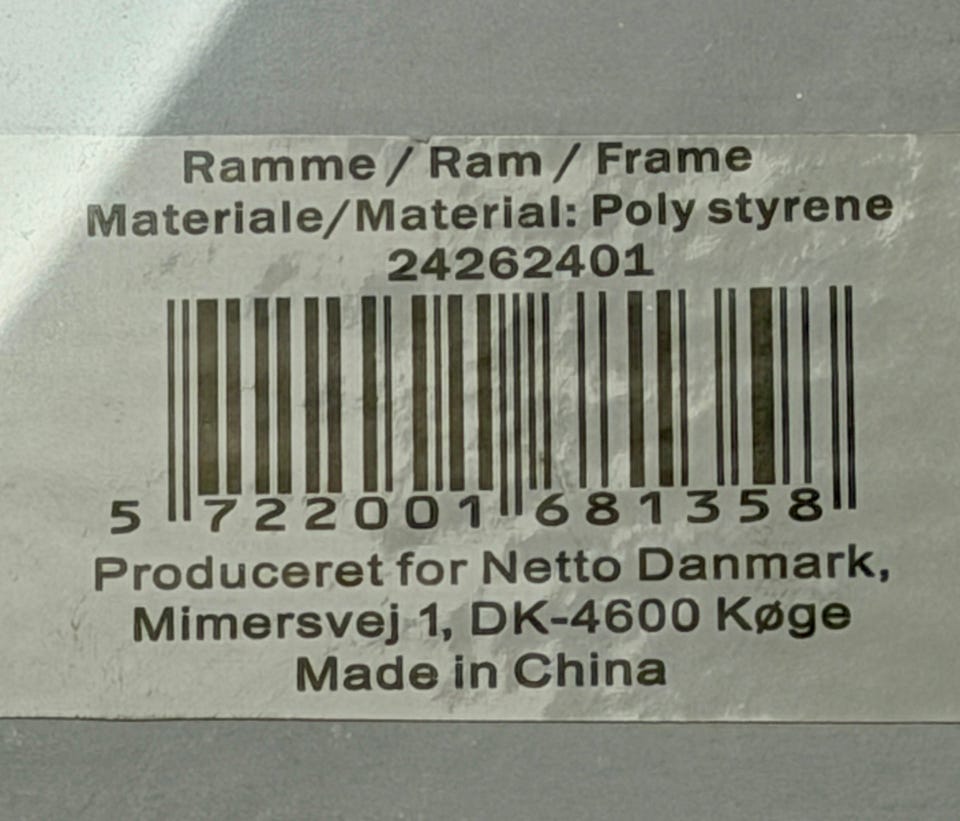 Ramme / Ram / Frame
Materiale/Material: Poly styrene
24262401
5 722001 681358
Produceret for Netto Danmark,
Mimersvej 1, DK-4600 Køge
Made in China